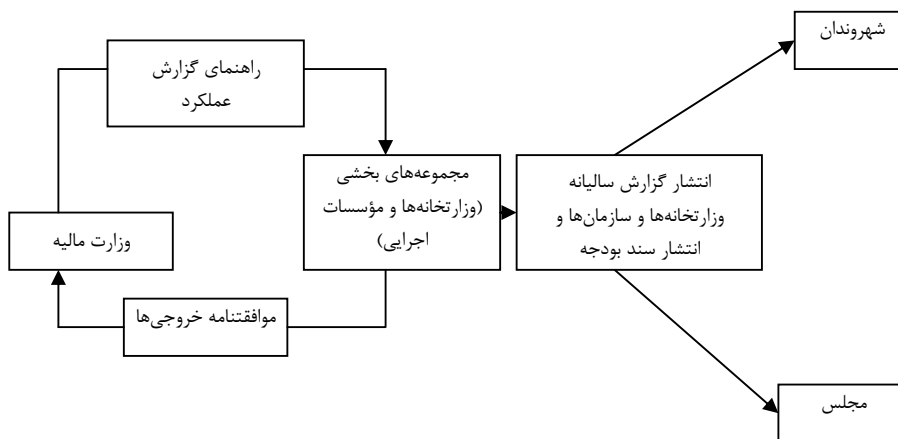 شهروندان
راهنمای گزارش
عملکرد
مجموعه‌های بخشی
(وزارتخانه‌ها و مؤسسات
اجرایی)
انتشار گزارش سالیانه
وزارتخانه‌ها و سازمان‌ها و
انتشار سند بودجه
وزارت مالیه
موافقتنامه خروجی‌ها
مجلس